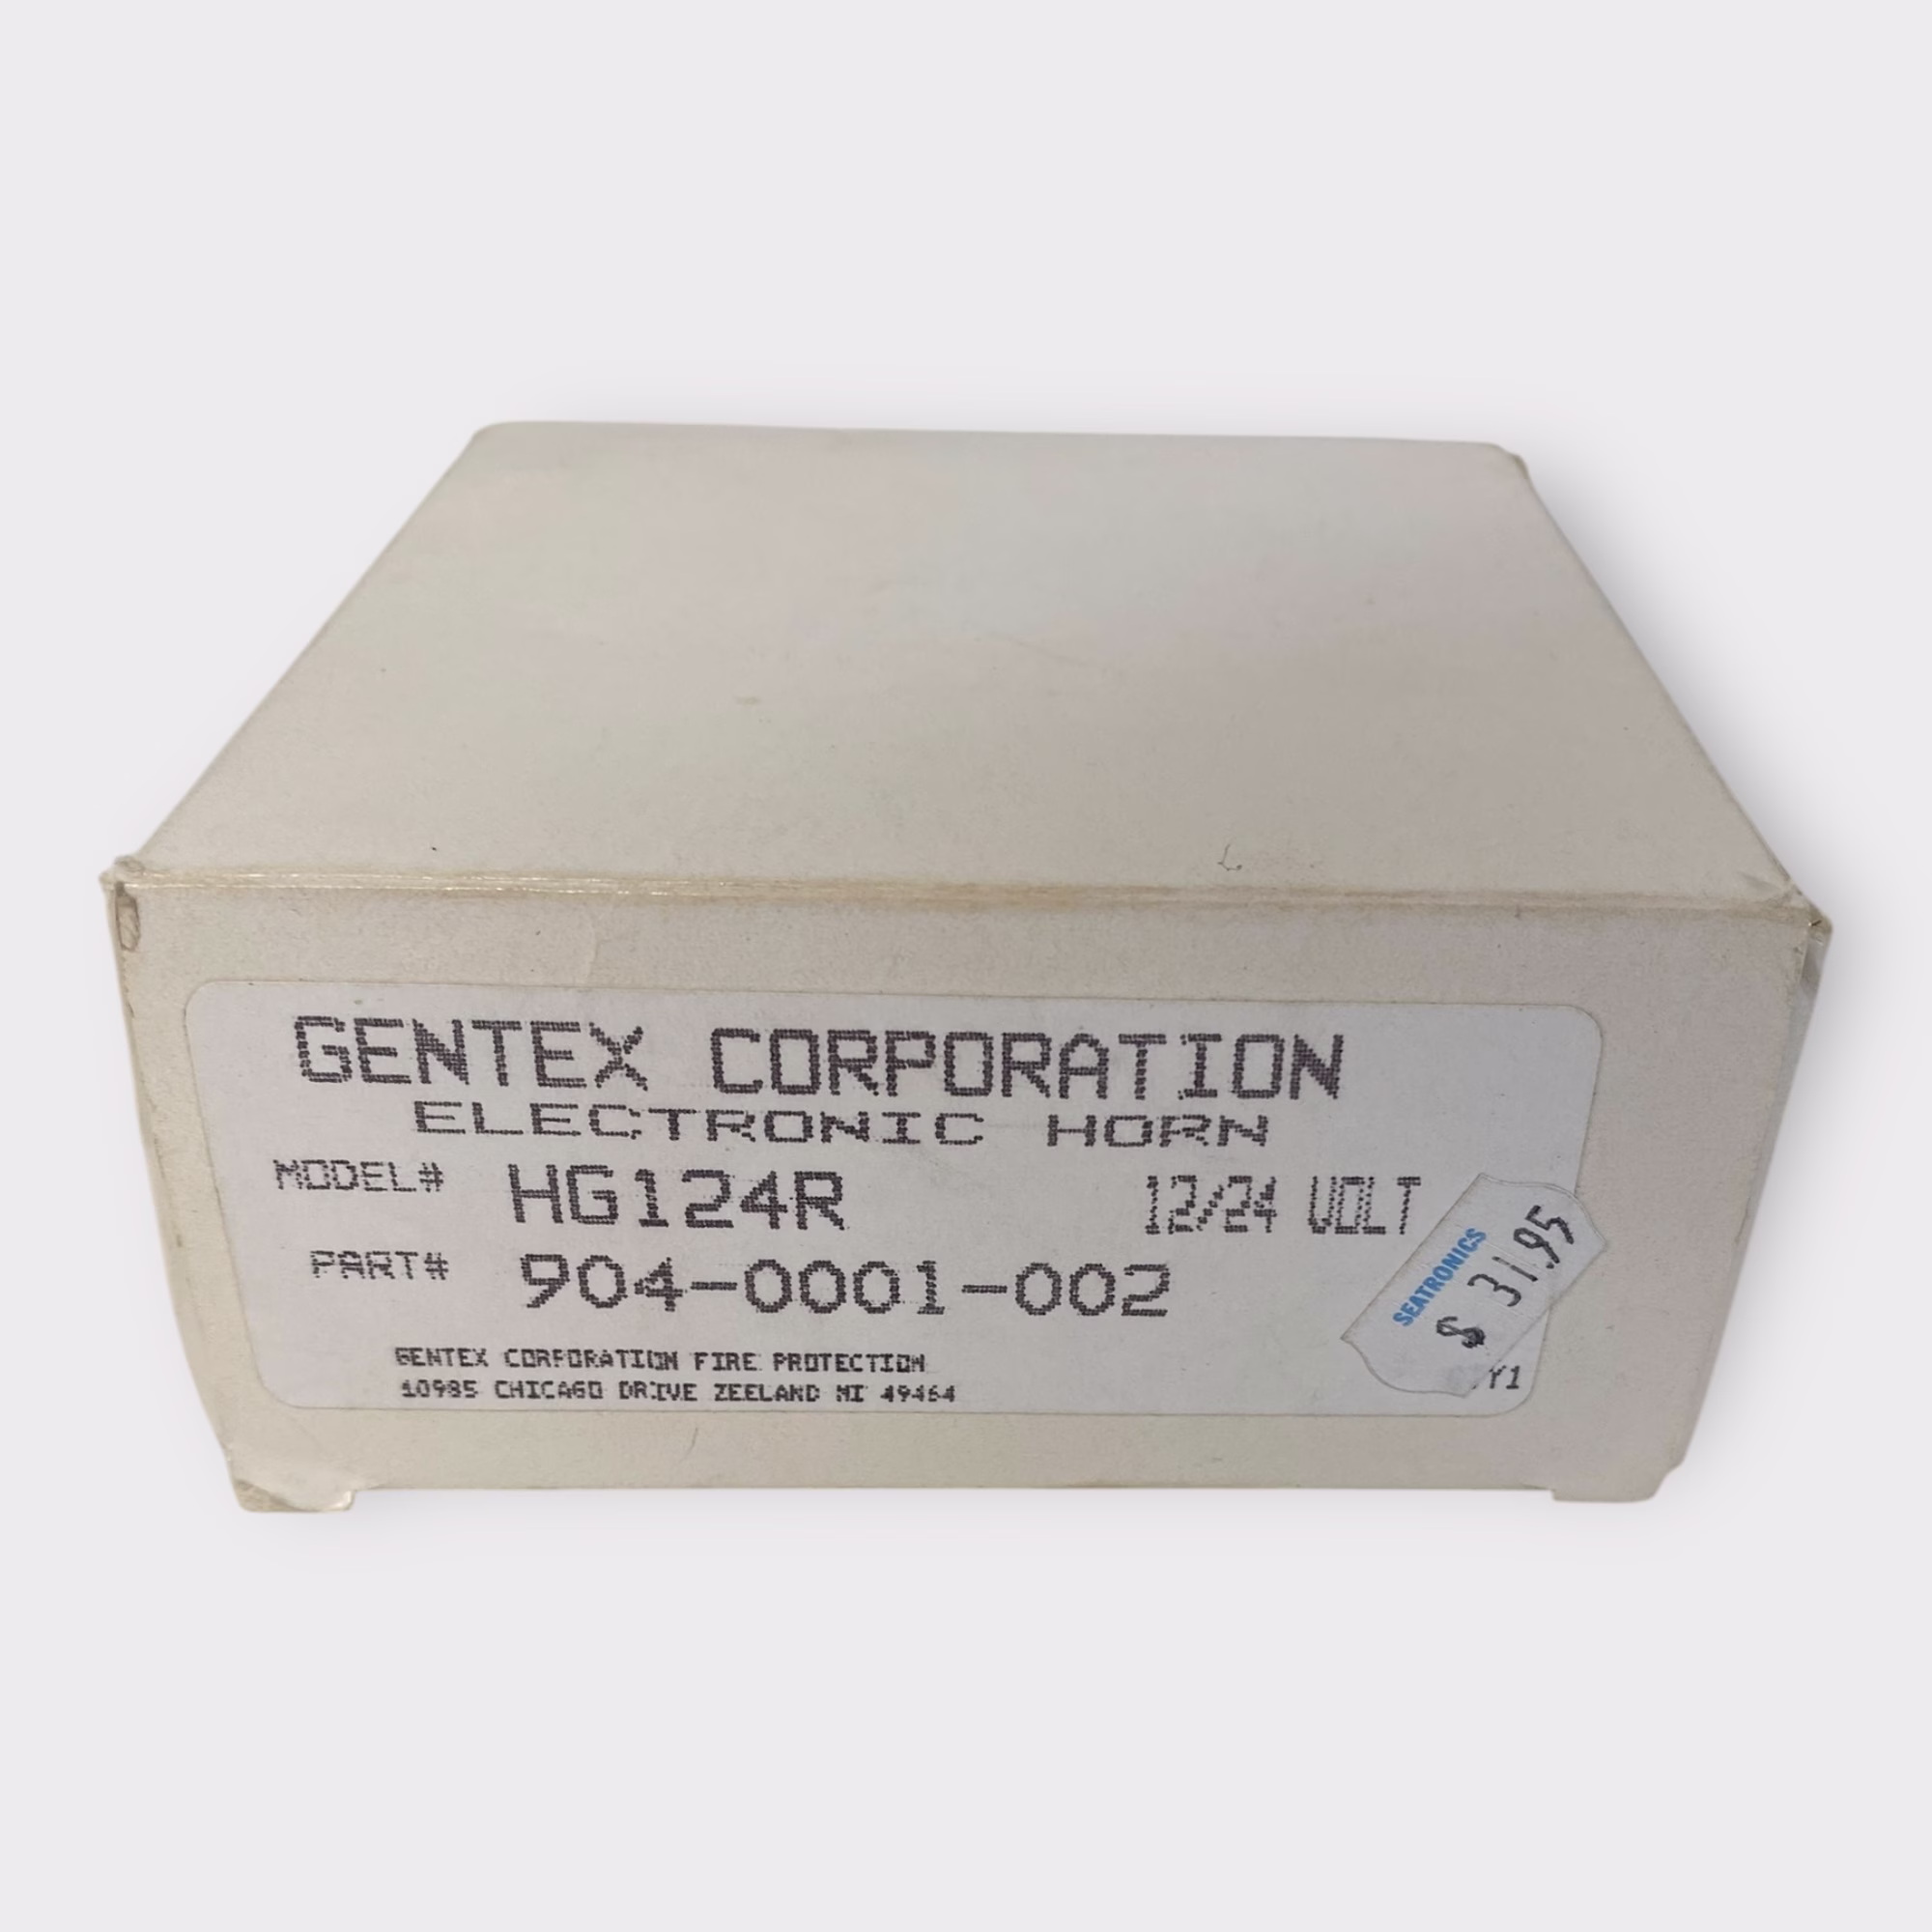 GENTEX CORPORATION
ELECTRONIC HORN
MODEL# HG124R 12/24 VOLT
PART# 904-0001-002
SEATRONICS
$ 31.95
GENTEX CORPORATION FIRE PROTECTION
10985 CHICAGO DRIVE ZEELAND MI 49464